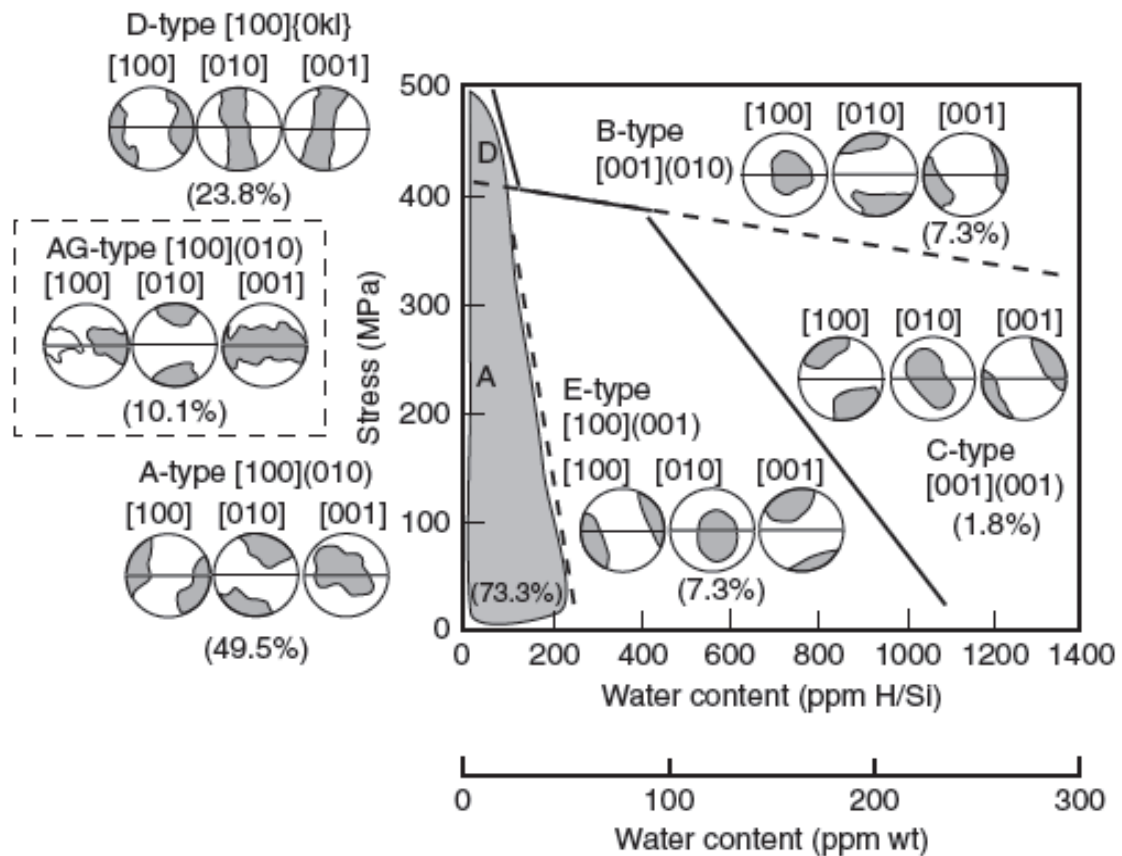 D-type [100]{0kl}
[100] [010] [001]
(23.8%)
AG-type [100](010)
[100] [010] [001]
(10.1%)
A-type [100](010)
[100] [010] [001]
(49.5%)
Stress (MPa)
500
400
300
200
100
0
D
A
(73.3%)
B-type
[001](010)
[100] [010] [001]
(7.3%)
[100] [010] [001]
C-type
[001](001)
(1.8%)
E-type
[100](001)
[100] [010] [001]
(7.3%)
0 200 400 600 800 1000 1200 1400
Water content (ppm H/Si)
0 100 200 300
Water content (ppm wt)